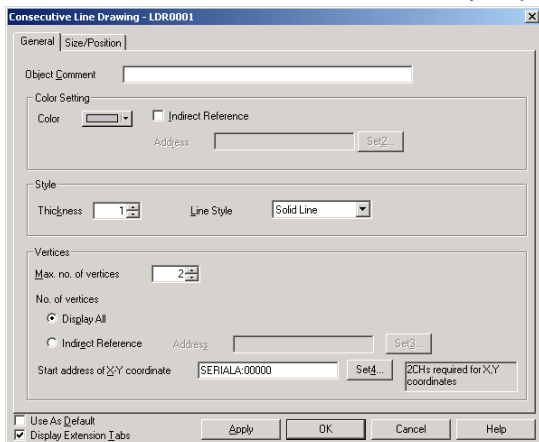 Consecutive Line Drawing - LDR0001
General Size/Position
Object Comment
Color Setting
Color Indirect Reference
Address Set2...
Style
Thickness 1 Line Style Solid Line
Vertices
Max. no. of vertices 2
No. of vertices
Display All
Indirect Reference Address Set3...
Start address of X-Y coordinate SERIALA:00000 Set4... 2CHs required for X,Y
coordinates
Use As Default
Display Extension Tabs Apply OK Cancel Help